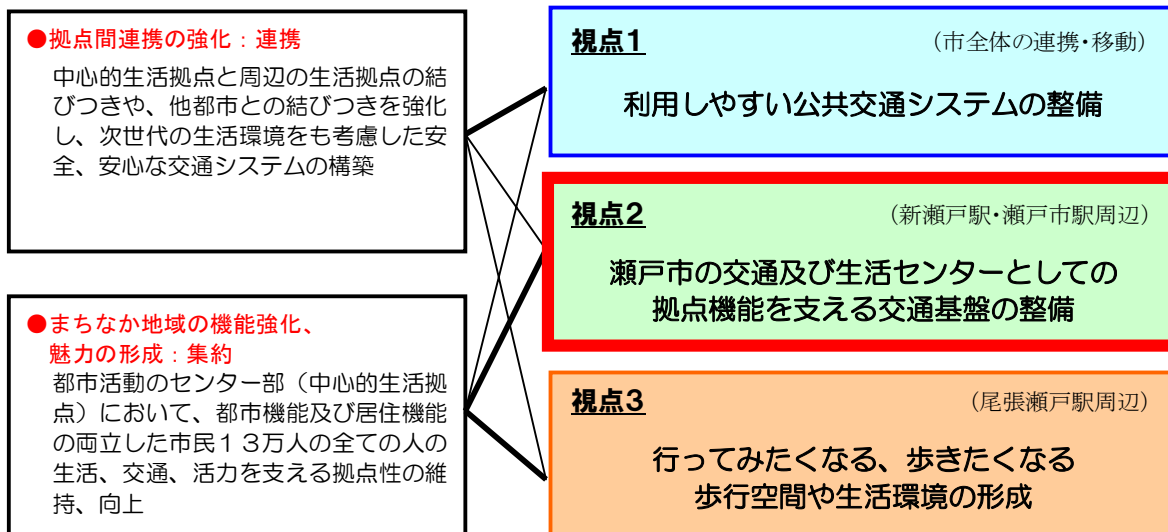 ●拠点間連携の強化：連携
中心的生活拠点と周辺の生活拠点の結
びつきや、他都市との結びつきを強化
し、次世代の生活環境をも考慮した安
全、安心な交通システムの構築
●まちなか地域の機能強化、
魅力の形成：集約
都市活動のセンター部（中心的生活拠
点）において、都市機能及び居住機能
の両立した市民１３万人の全ての人の
生活、交通、活力を支える拠点性の維
持、向上
視点1 （市全体の連携・移動）
利用しやすい公共交通システムの整備
視点2 （新瀬戸駅・瀬戸市駅周辺）
瀬戸市の交通及び生活センターとしての
拠点機能を支える交通基盤の整備
視点3 （尾張瀬戸駅周辺）
行ってみたくなる、歩きたくなる
歩行空間や生活環境の形成